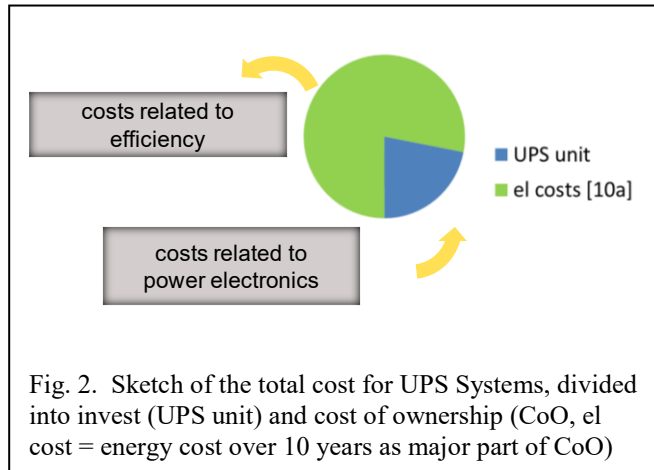 costs related to
efficiency
UPS unit
el costs [10a]
costs related to
power electronics
Fig. 2.  Sketch of the total cost for UPS Systems, divided
into invest (UPS unit) and cost of ownership (CoO, el
cost = energy cost over 10 years as major part of CoO)